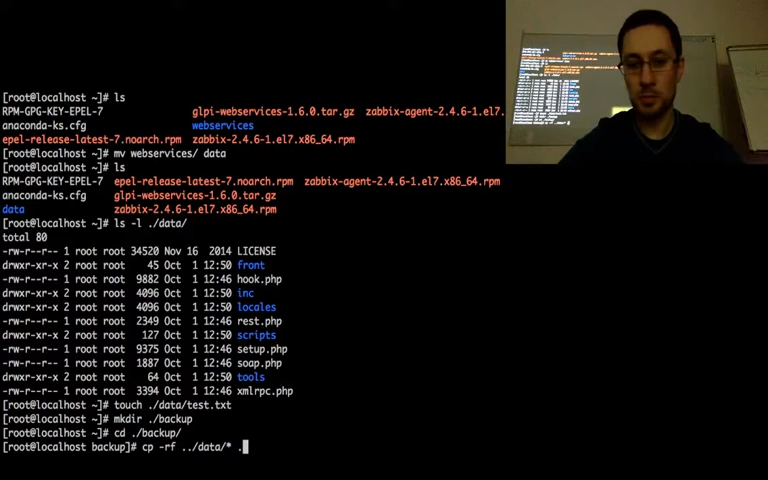 [root@localhost ~]# ls
RPM-GPG-KEY-EPEL-7 glpi-webservices-1.6.0.tar.gz zabbix-agent-2.4.6-1.el7.
anaconda-ks.cfg webservices
epel-release-latest-7.noarch.rpm zabbix-2.4.6-1.el7.x86_64.rpm
[root@localhost ~]# mv webservices/ data
[root@localhost ~]# ls
RPM-GPG-KEY-EPEL-7 epel-release-latest-7.noarch.rpm zabbix-agent-2.4.6-1.el7.x86_64.rpm
anaconda-ks.cfg glpi-webservices-1.6.0.tar.gz
data zabbix-2.4.6-1.el7.x86_64.rpm
[root@localhost ~]# ls -l ./data/
total 80
-rw-r--r-- 1 root root 34520 Nov 16 2014 LICENSE
drwxr-xr-x 2 root root 45 Oct 1 12:50 front
-rw-r--r-- 1 root root 9882 Oct 1 12:46 hook.php
drwxr-xr-x 2 root root 4096 Oct 1 12:50 inc
drwxr-xr-x 2 root root 4096 Oct 1 12:50 locales
-rw-r--r-- 1 root root 2349 Oct 1 12:46 rest.php
drwxr-xr-x 2 root root 127 Oct 1 12:50 scripts
-rw-r--r-- 1 root root 9375 Oct 1 12:46 setup.php
-rw-r--r-- 1 root root 1887 Oct 1 12:46 soap.php
drwxr-xr-x 2 root root 64 Oct 1 12:50 tools
-rw-r--r-- 1 root root 3394 Oct 1 12:46 xmlrpc.php
[root@localhost ~]# touch ./data/test.txt
[root@localhost ~]# mkdir ./backup
[root@localhost ~]# cd ./backup/
[root@localhost backup]# cp -rf ../data/* .